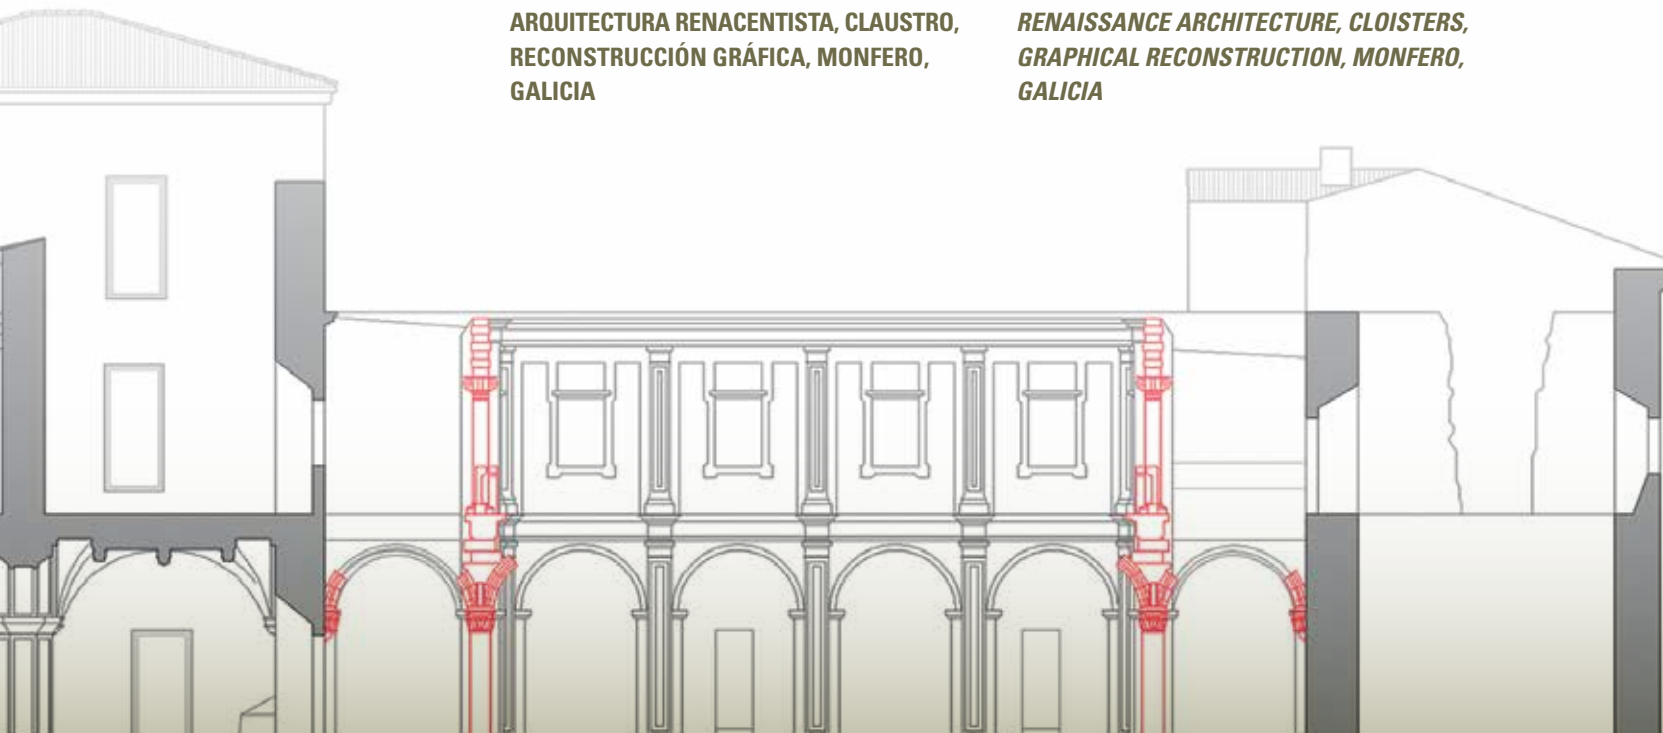 ARQUITECTURA RENACENTISTA, CLAUSTRO,
RECONSTRUCCIÓN GRÁFICA, MONFERO,
GALICIA
RENAISSANCE ARCHITECTURE, CLOISTERS,
GRAPHICAL RECONSTRUCTION, MONFERO,
GALICIA